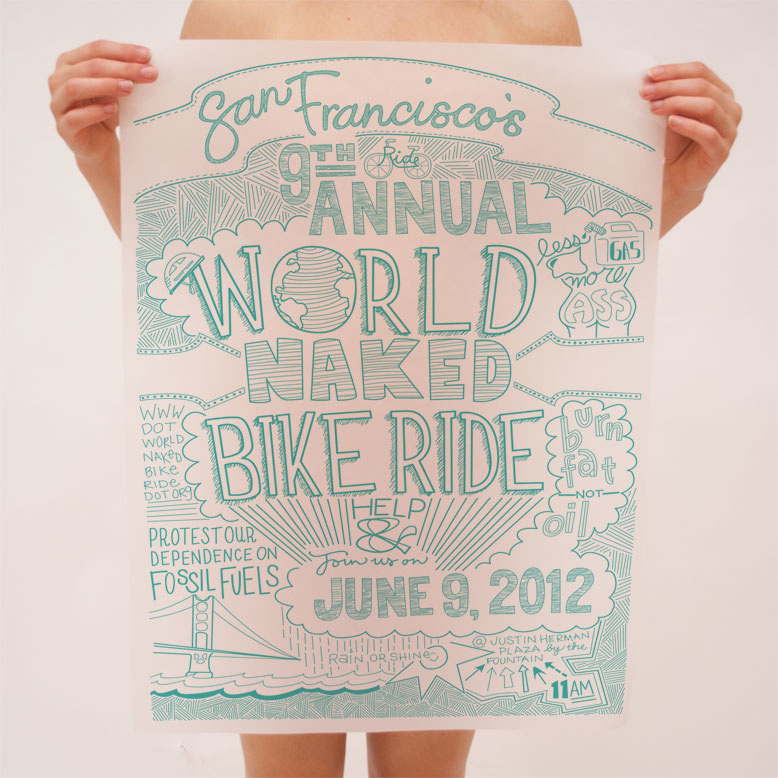 San Francisco's
9TH Ride
ANNUAL
less
GAS
more
ASS
WORLD
NAKED
BIKE RIDE
WWW
DOT
WORLD
NAKED
BIKE
RIDE
DOT ORG
burn
fat
NOT
oil
HELP
&
PROTEST OUR
DEPENDENCE ON
FOSSIL FUELS
Join us on
JUNE 9, 2012
RAIN OR SHINE
@ JUSTIN HERMAN
PLAZA by the
FOUNTAIN
11AM